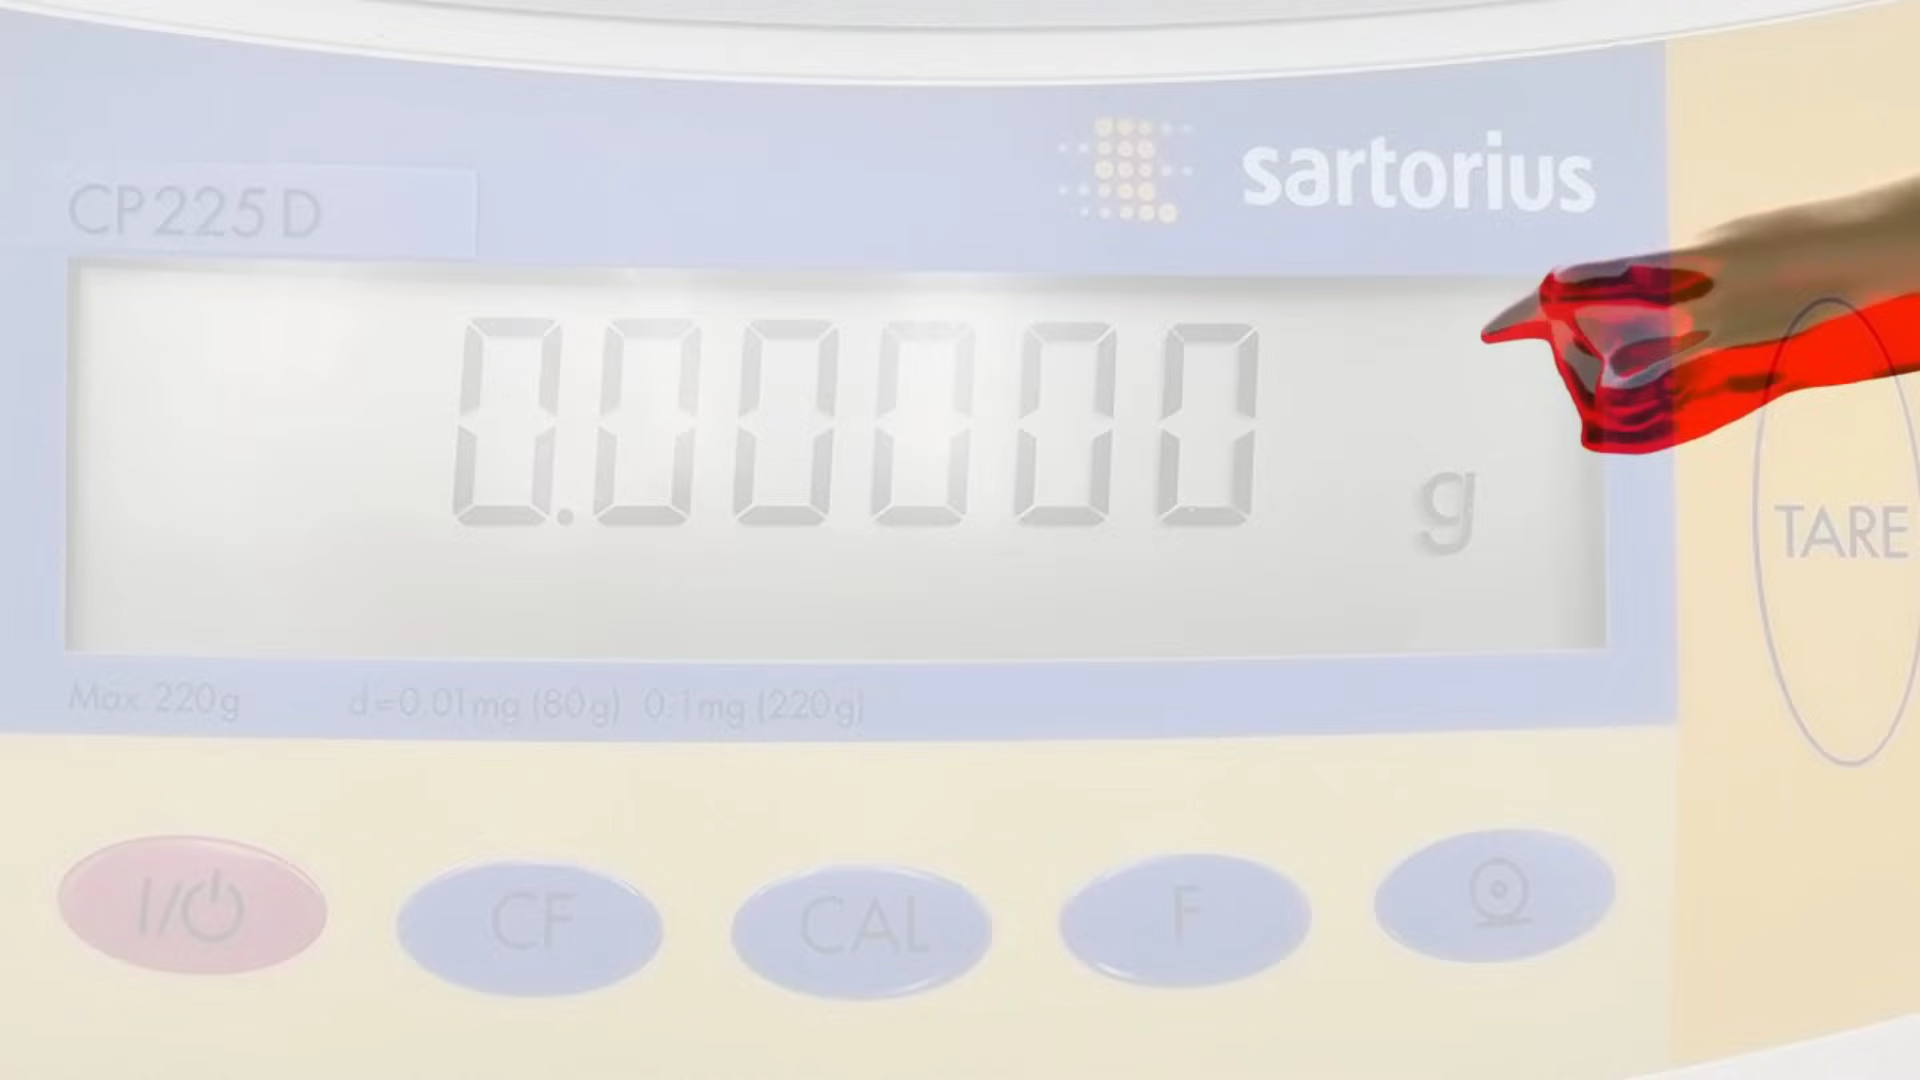 sartorius
CP225D
0.00000 g
TARE
Max 220g d=0.01mg (80g) 0.1mg (220g)
I/⏻ CF CAL F